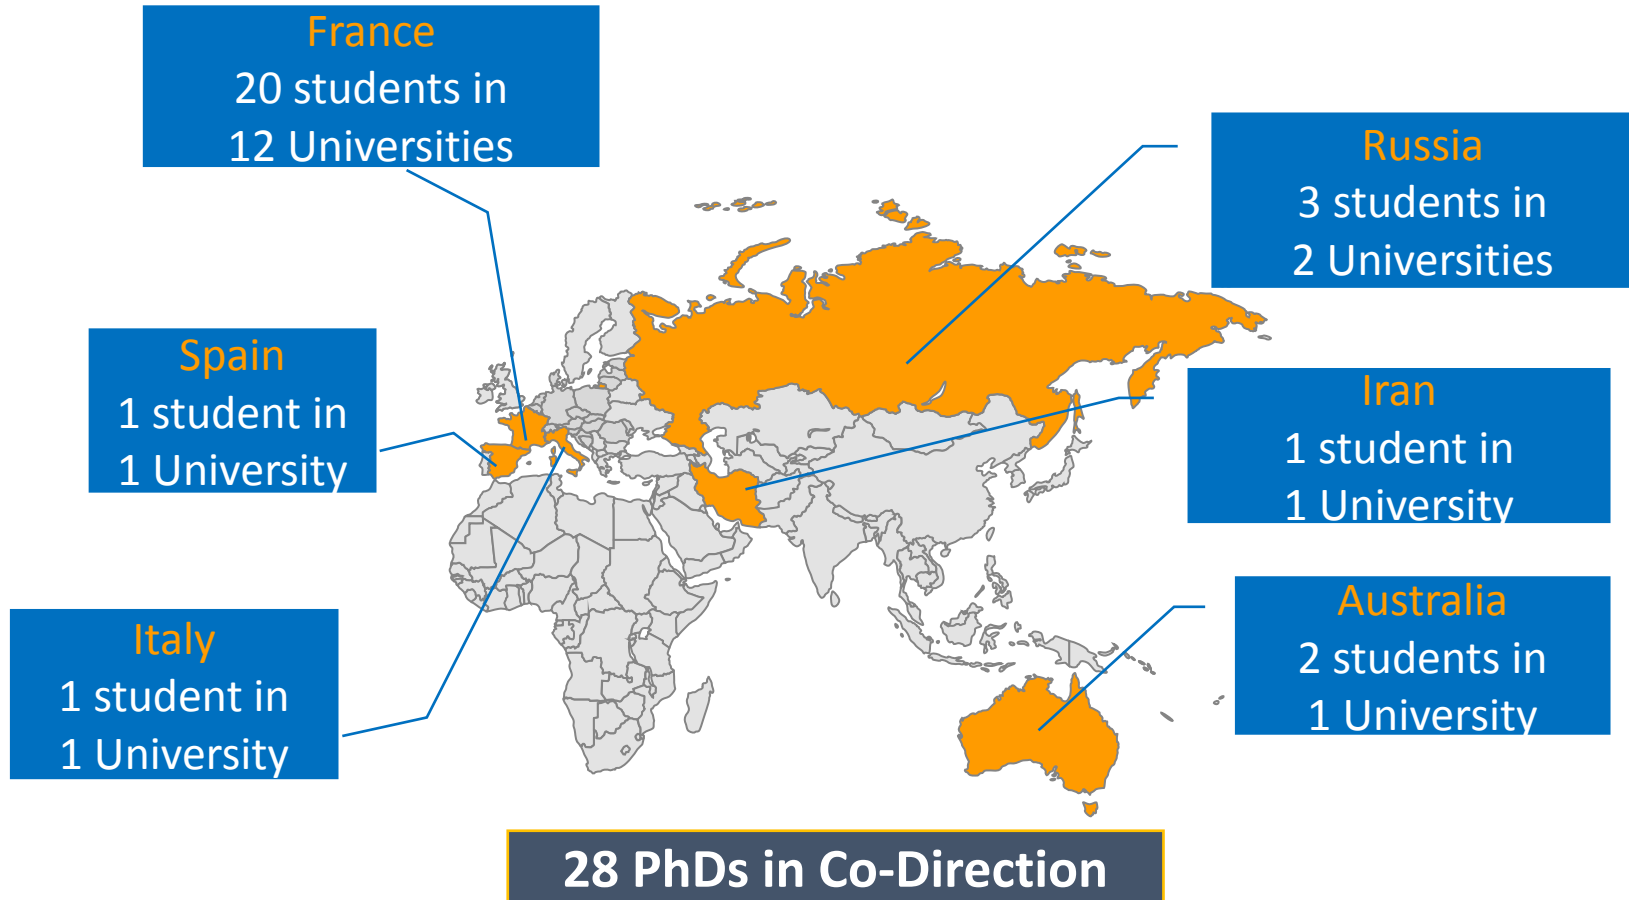 France
20 students in
12 Universities
Russia
3 students in
2 Universities
Spain
1 student in
1 University
Iran
1 student in
1 University
Italy
1 student in
1 University
Australia
2 students in
1 University
28 PhDs in Co-Direction